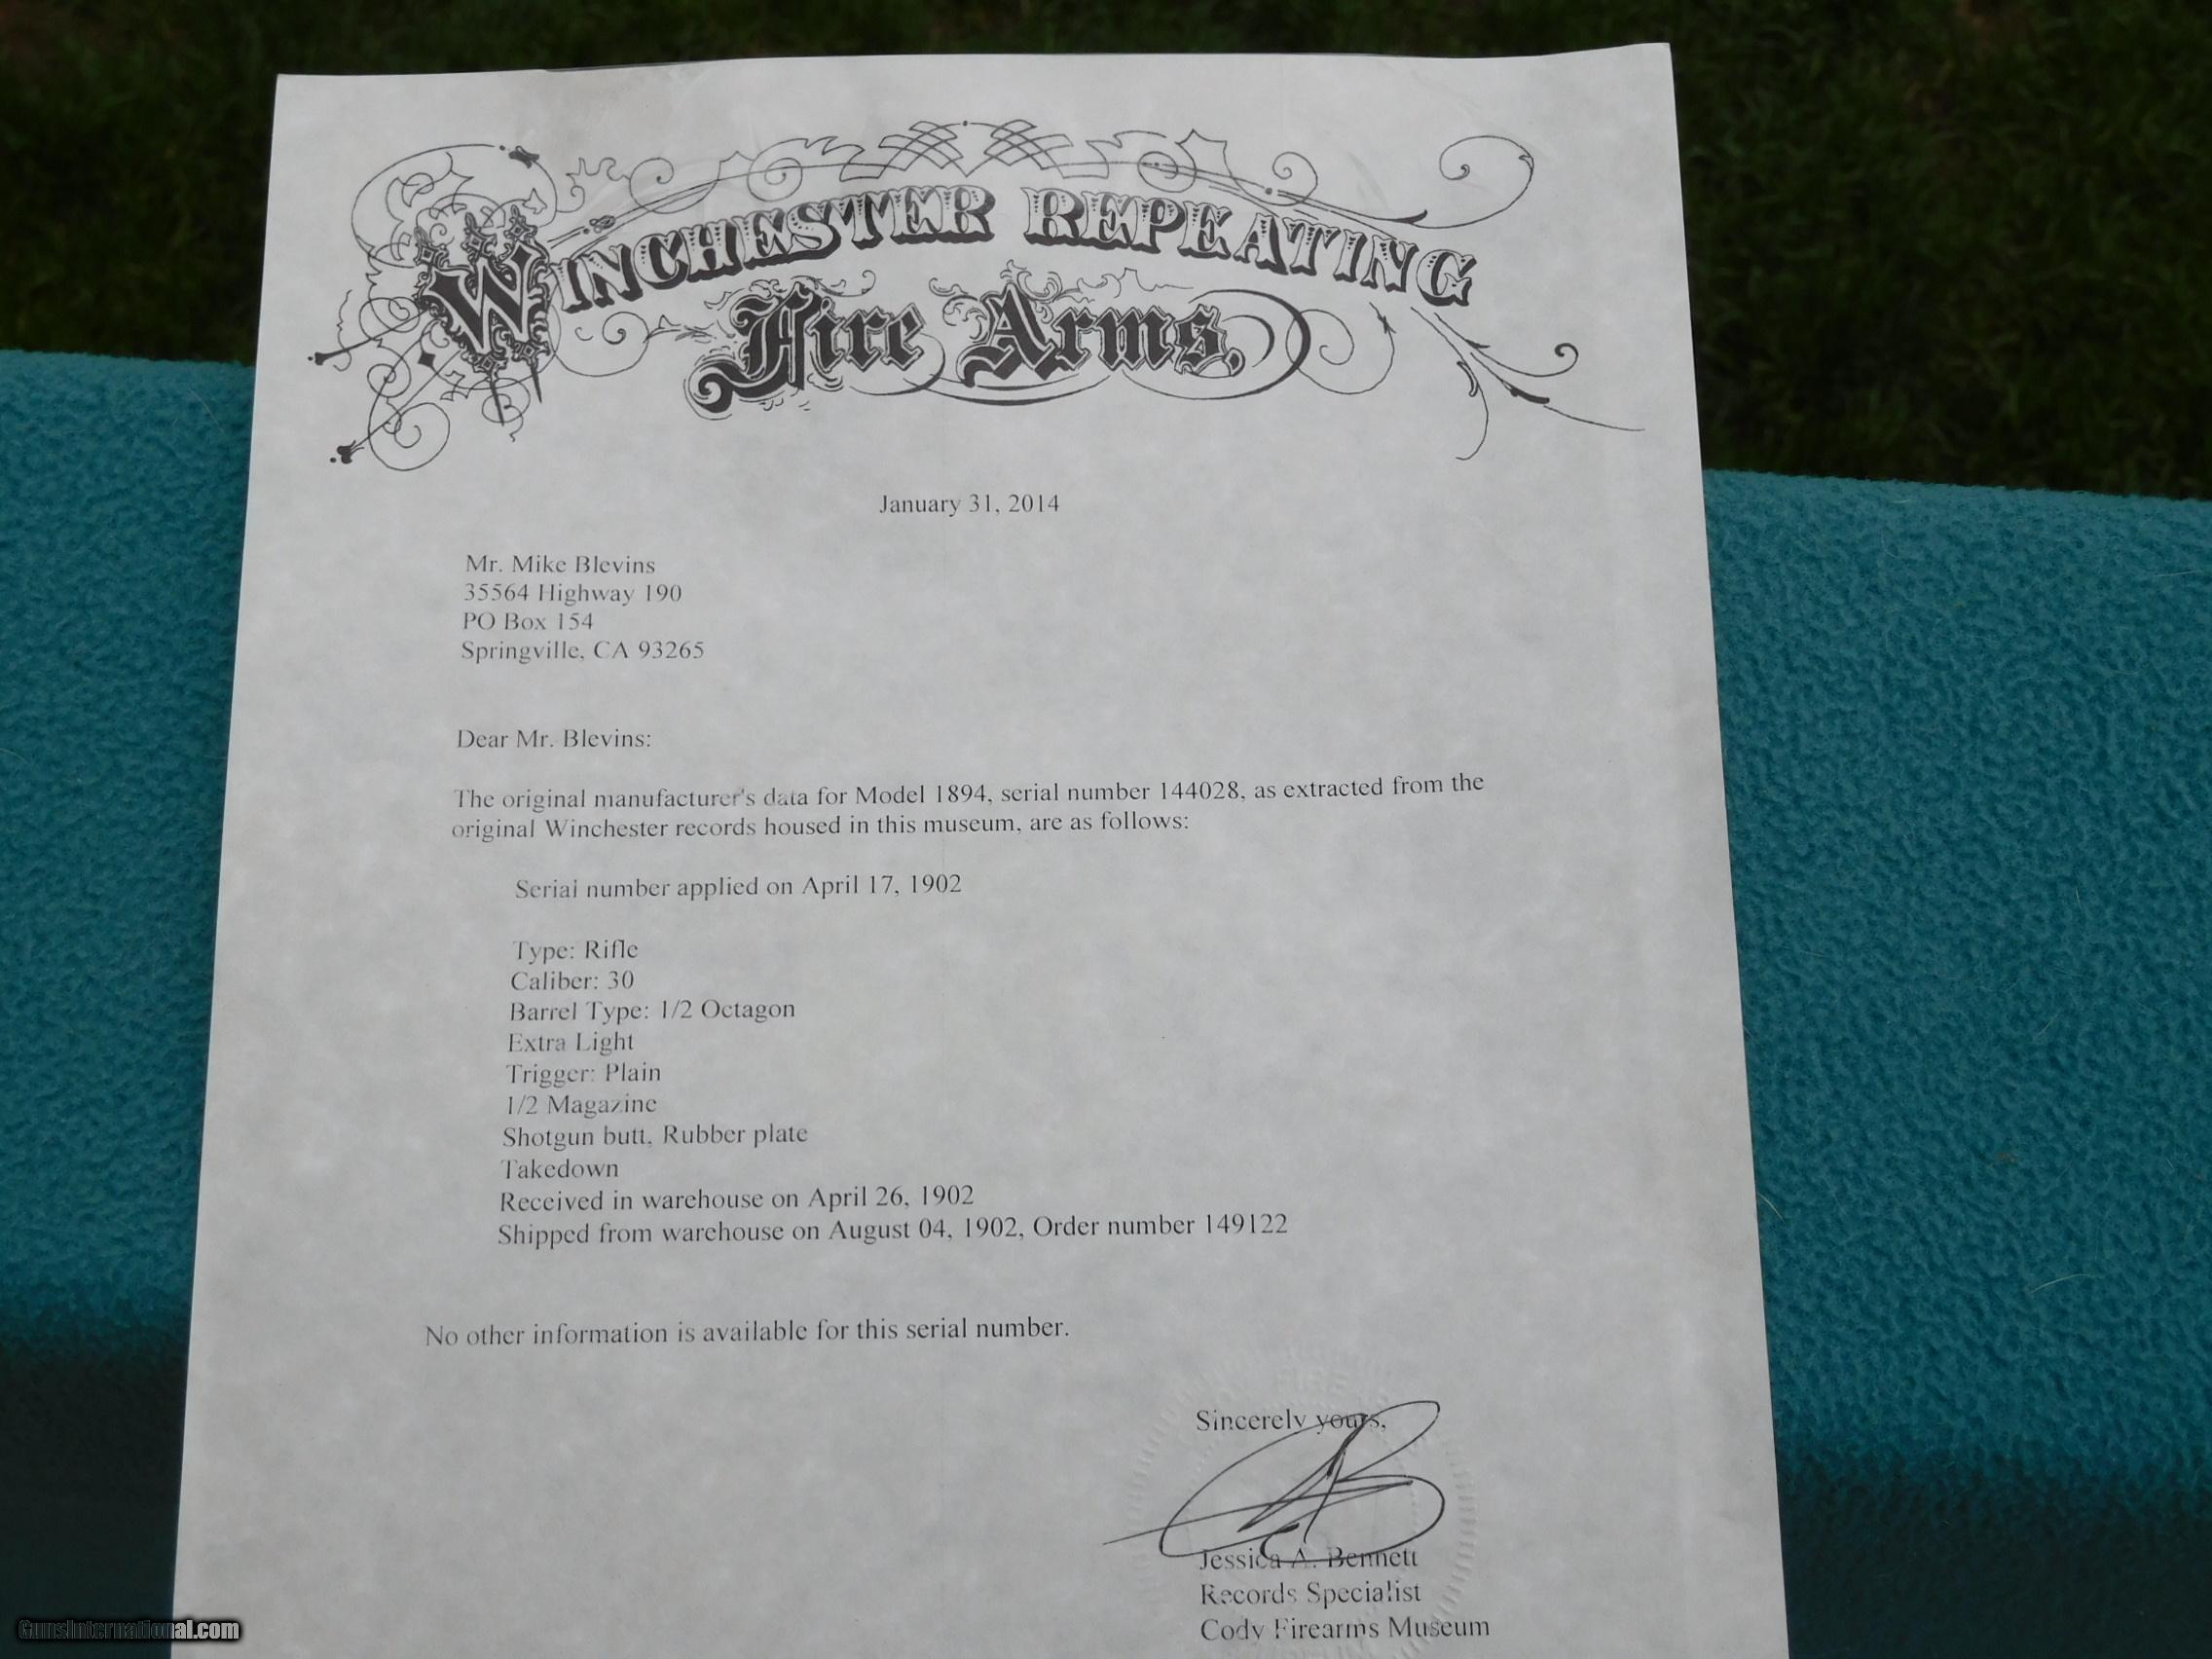 WINCHESTER REPEATING
Fire Arms,
January 31, 2014
Mr. Mike Blevins
35564 Highway 190
PO Box 154
Springville, CA 93265
Dear Mr. Blevins:
The original manufacturer's data for Model 1894, serial number 144028, as extracted from the
original Winchester records housed in this museum, are as follows:
Serial number applied on April 17, 1902
Type: Rifle
Caliber: 30
Barrel Type: 1/2 Octagon
Extra Light
Trigger: Plain
1/2 Magazine
Shotgun butt, Rubber plate
Takedown
Received in warehouse on April 26, 1902
Shipped from warehouse on August 04, 1902, Order number 149122
No other information is available for this serial number.
FIRE
Sincerely yours,
Jessica A. Bennett
Records Specialist
Cody Firearms Museum
GunsInternational.com